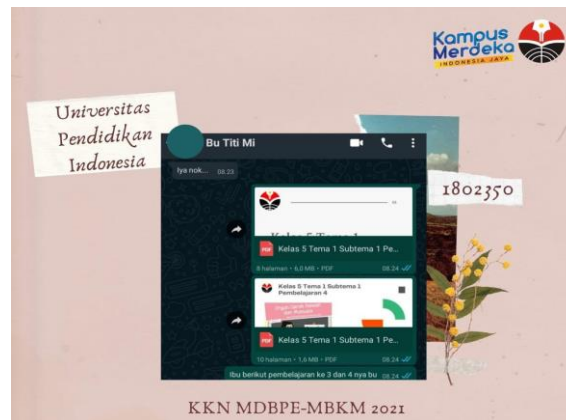 Kampus
Merdeka
INDONESIA JAYA
Universitas
Pendidikan
Indonesia
Bu Titi Mi
Iya nok... 08.23
Kelas 5 Tema 1
Kelas 5 Tema 1 Subtema 1 Pe...
8 halaman • 6,0 MB • PDF 08.24
Kelas 5 Tema 1 Subtema 1
Pembelajaran 4
PDF Kelas 5 Tema 1 Subtema 1 Pe...
10 halaman • 1,6 MB • PDF 08.24
Ibu berikut pembelajaran ke 3 dan 4 nya bu 08.24
1802350
KKN MDBPE-MBKM 2021